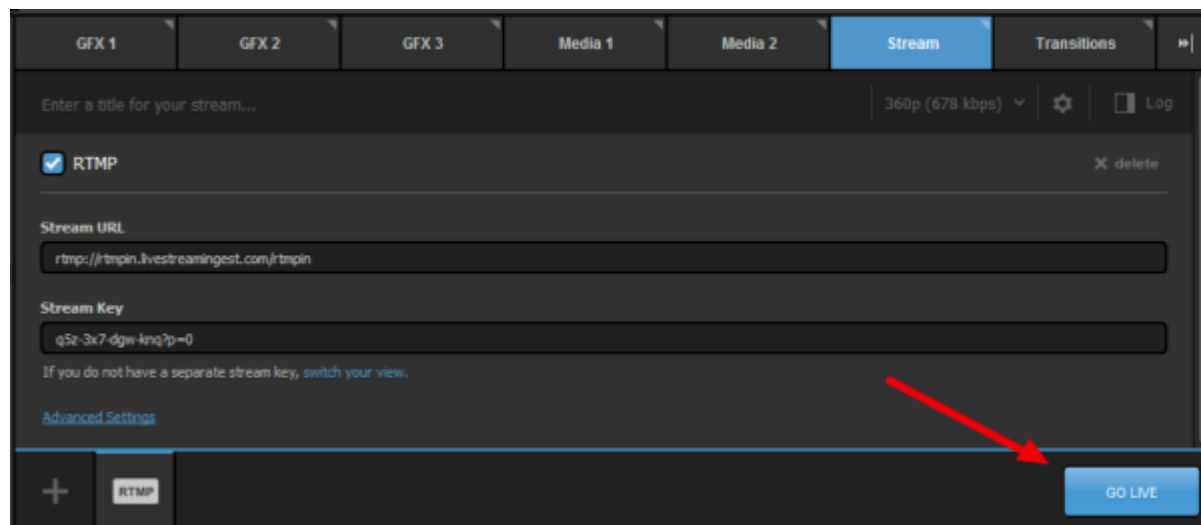 GFX 1 GFX 2 GFX 3 Media 1 Media 2 Stream Transitions
Enter a title for your stream... 360p (678 kbps) Log
RTMP delete
Stream URL
rtmp://rtmpin.livestreamingest.com/rtmpin
Stream Key
q5z-3x7-dgw-knq?p=0
If you do not have a separate stream key, switch your view.
Advanced Settings
RTMP GO LIVE